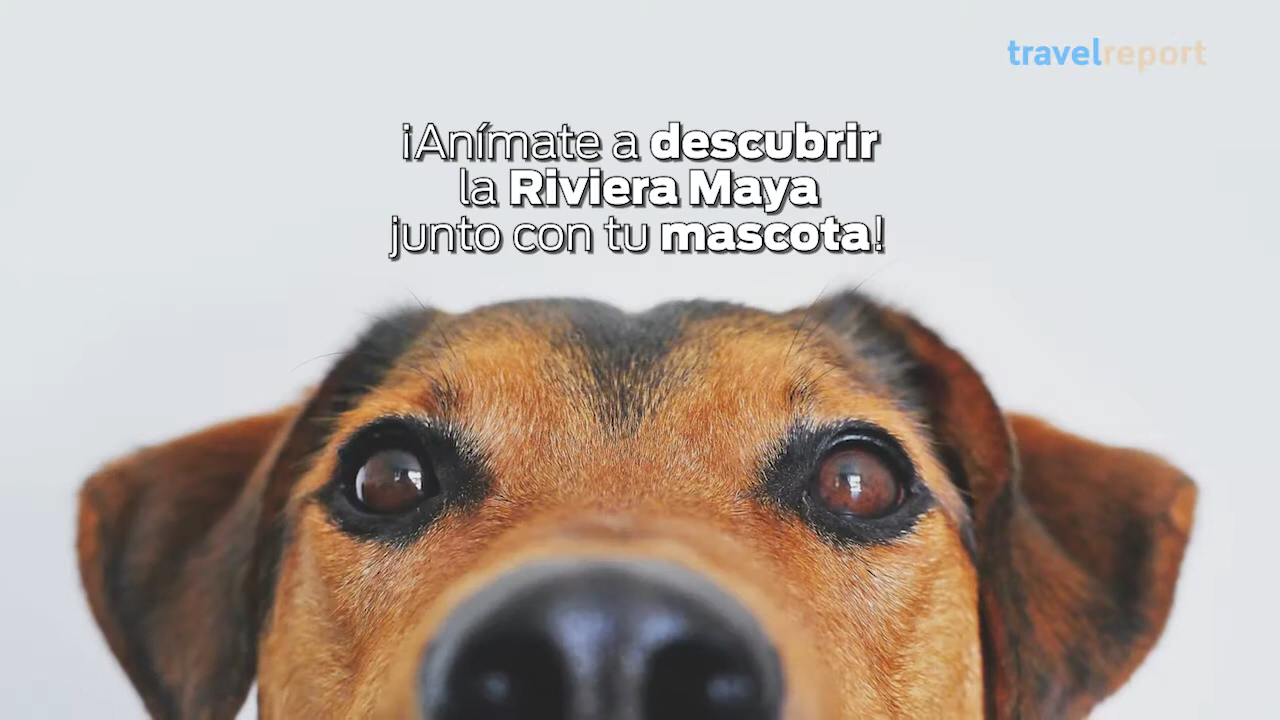 travelreport
¡Anímate a descubrir
la Riviera Maya
junto con tu mascota!